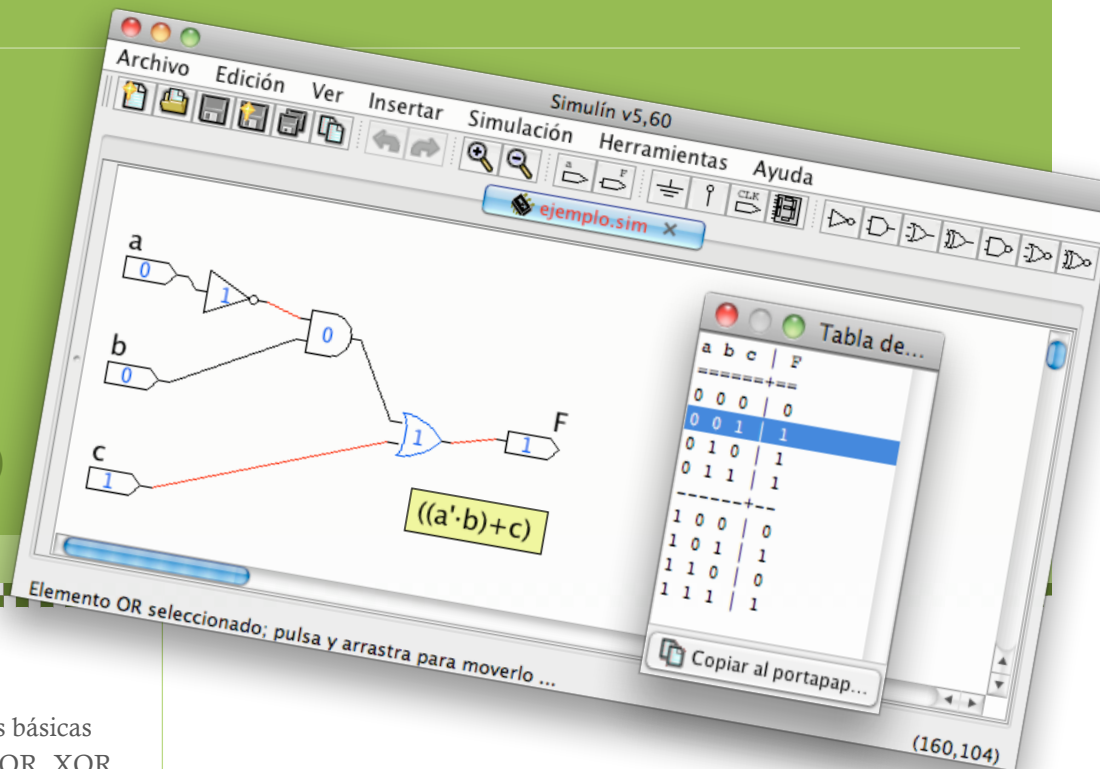 Simulín v5,60
Archivo Edición Ver Insertar Simulación Herramientas Ayuda
a F CLK
ejemplo.sim
a
0
1
0
b
0
1
F
1
c
1
((a'·b)+c)
Tabla de...
a b c | F
======+==
0 0 0 | 0
0 0 1 | 1
0 1 0 | 1
0 1 1 | 1
------+--
1 0 0 | 0
1 0 1 | 1
1 1 0 | 0
1 1 1 | 1
Copiar al portapap...
Elemento OR seleccionado; pulsa y arrastra para moverlo ...
(160,104)
básicas
OR, XOR